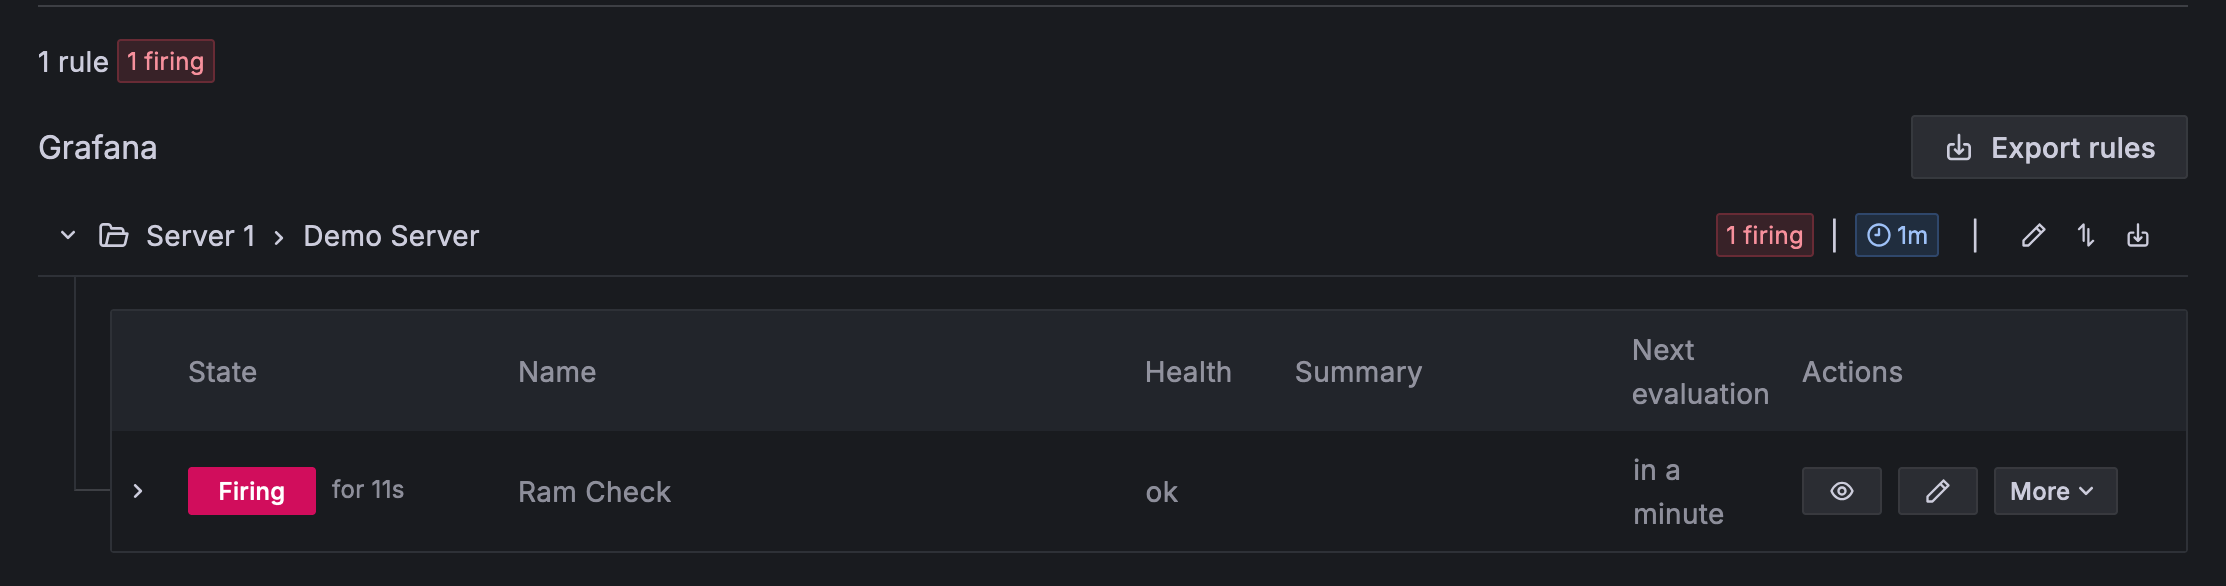 1 rule 1 firing
Grafana
Export rules
Server 1 > Demo Server 1 firing | 1m |
State Name Health Summary Next evaluation Actions
Firing for 11s Ram Check ok in a minute More